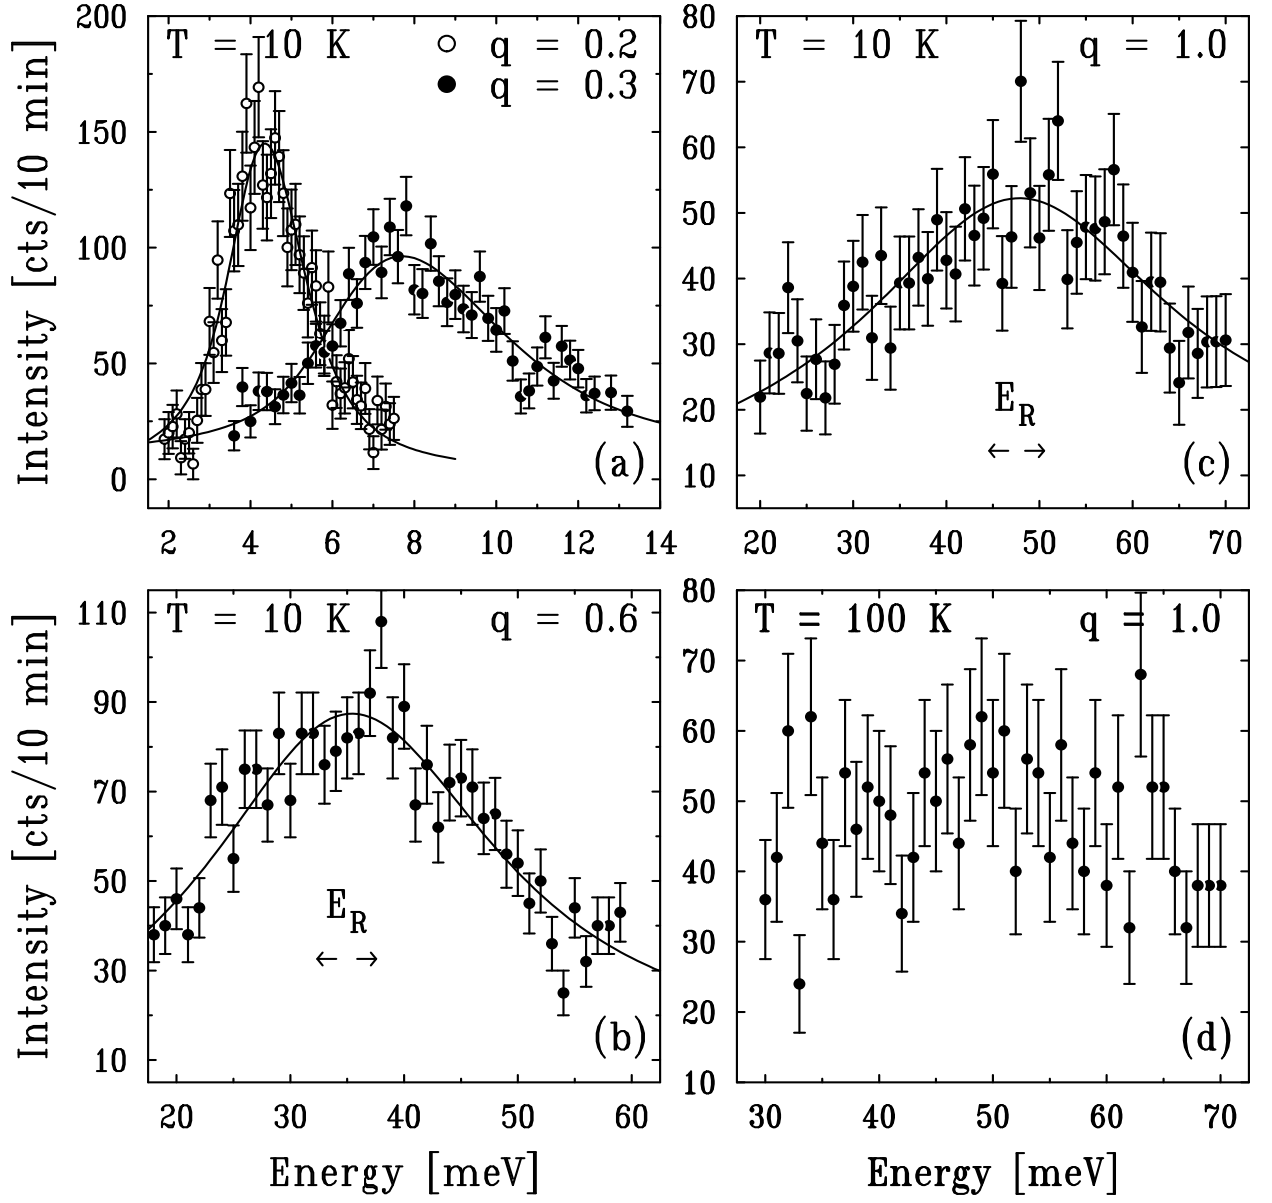 T = 10 K
q = 0.2
q = 0.3
200
150
100
50
0
Intensity [cts/10 min]
(a)
2 4 6 8 10 12 14
T = 10 K q = 1.0
80
70
60
50
40
30
20
10
E_R
(c)
20 30 40 50 60 70
T = 10 K q = 0.6
110
90
70
50
30
10
Intensity [cts/10 min]
E_R
(b)
20 30 40 50 60
Energy [meV]
T = 100 K q = 1.0
80
70
60
50
40
30
20
10
(d)
30 40 50 60 70
Energy [meV]